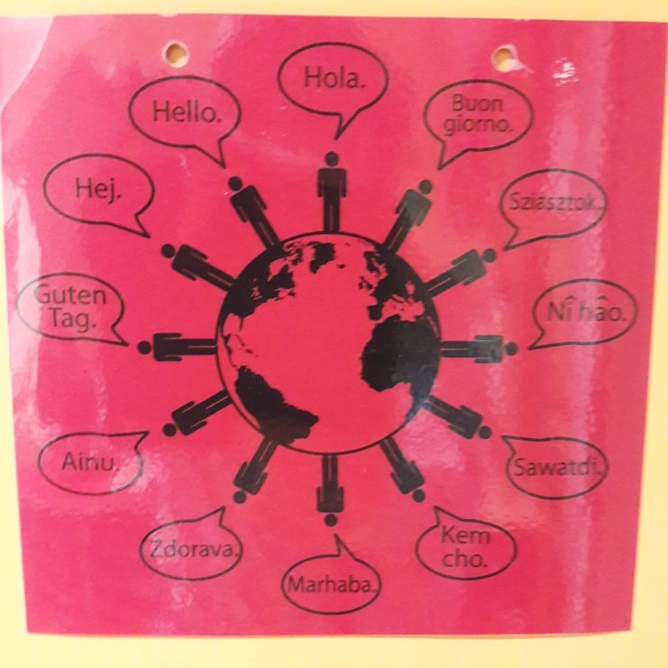 Hola.
Buon
giorno.
Sziasztok.
Nî hâo.
Sawatdi.
Kem
cho.
Marhaba.
Zdorava.
Ainu.
Guten
Tag.
Hej.
Hello.